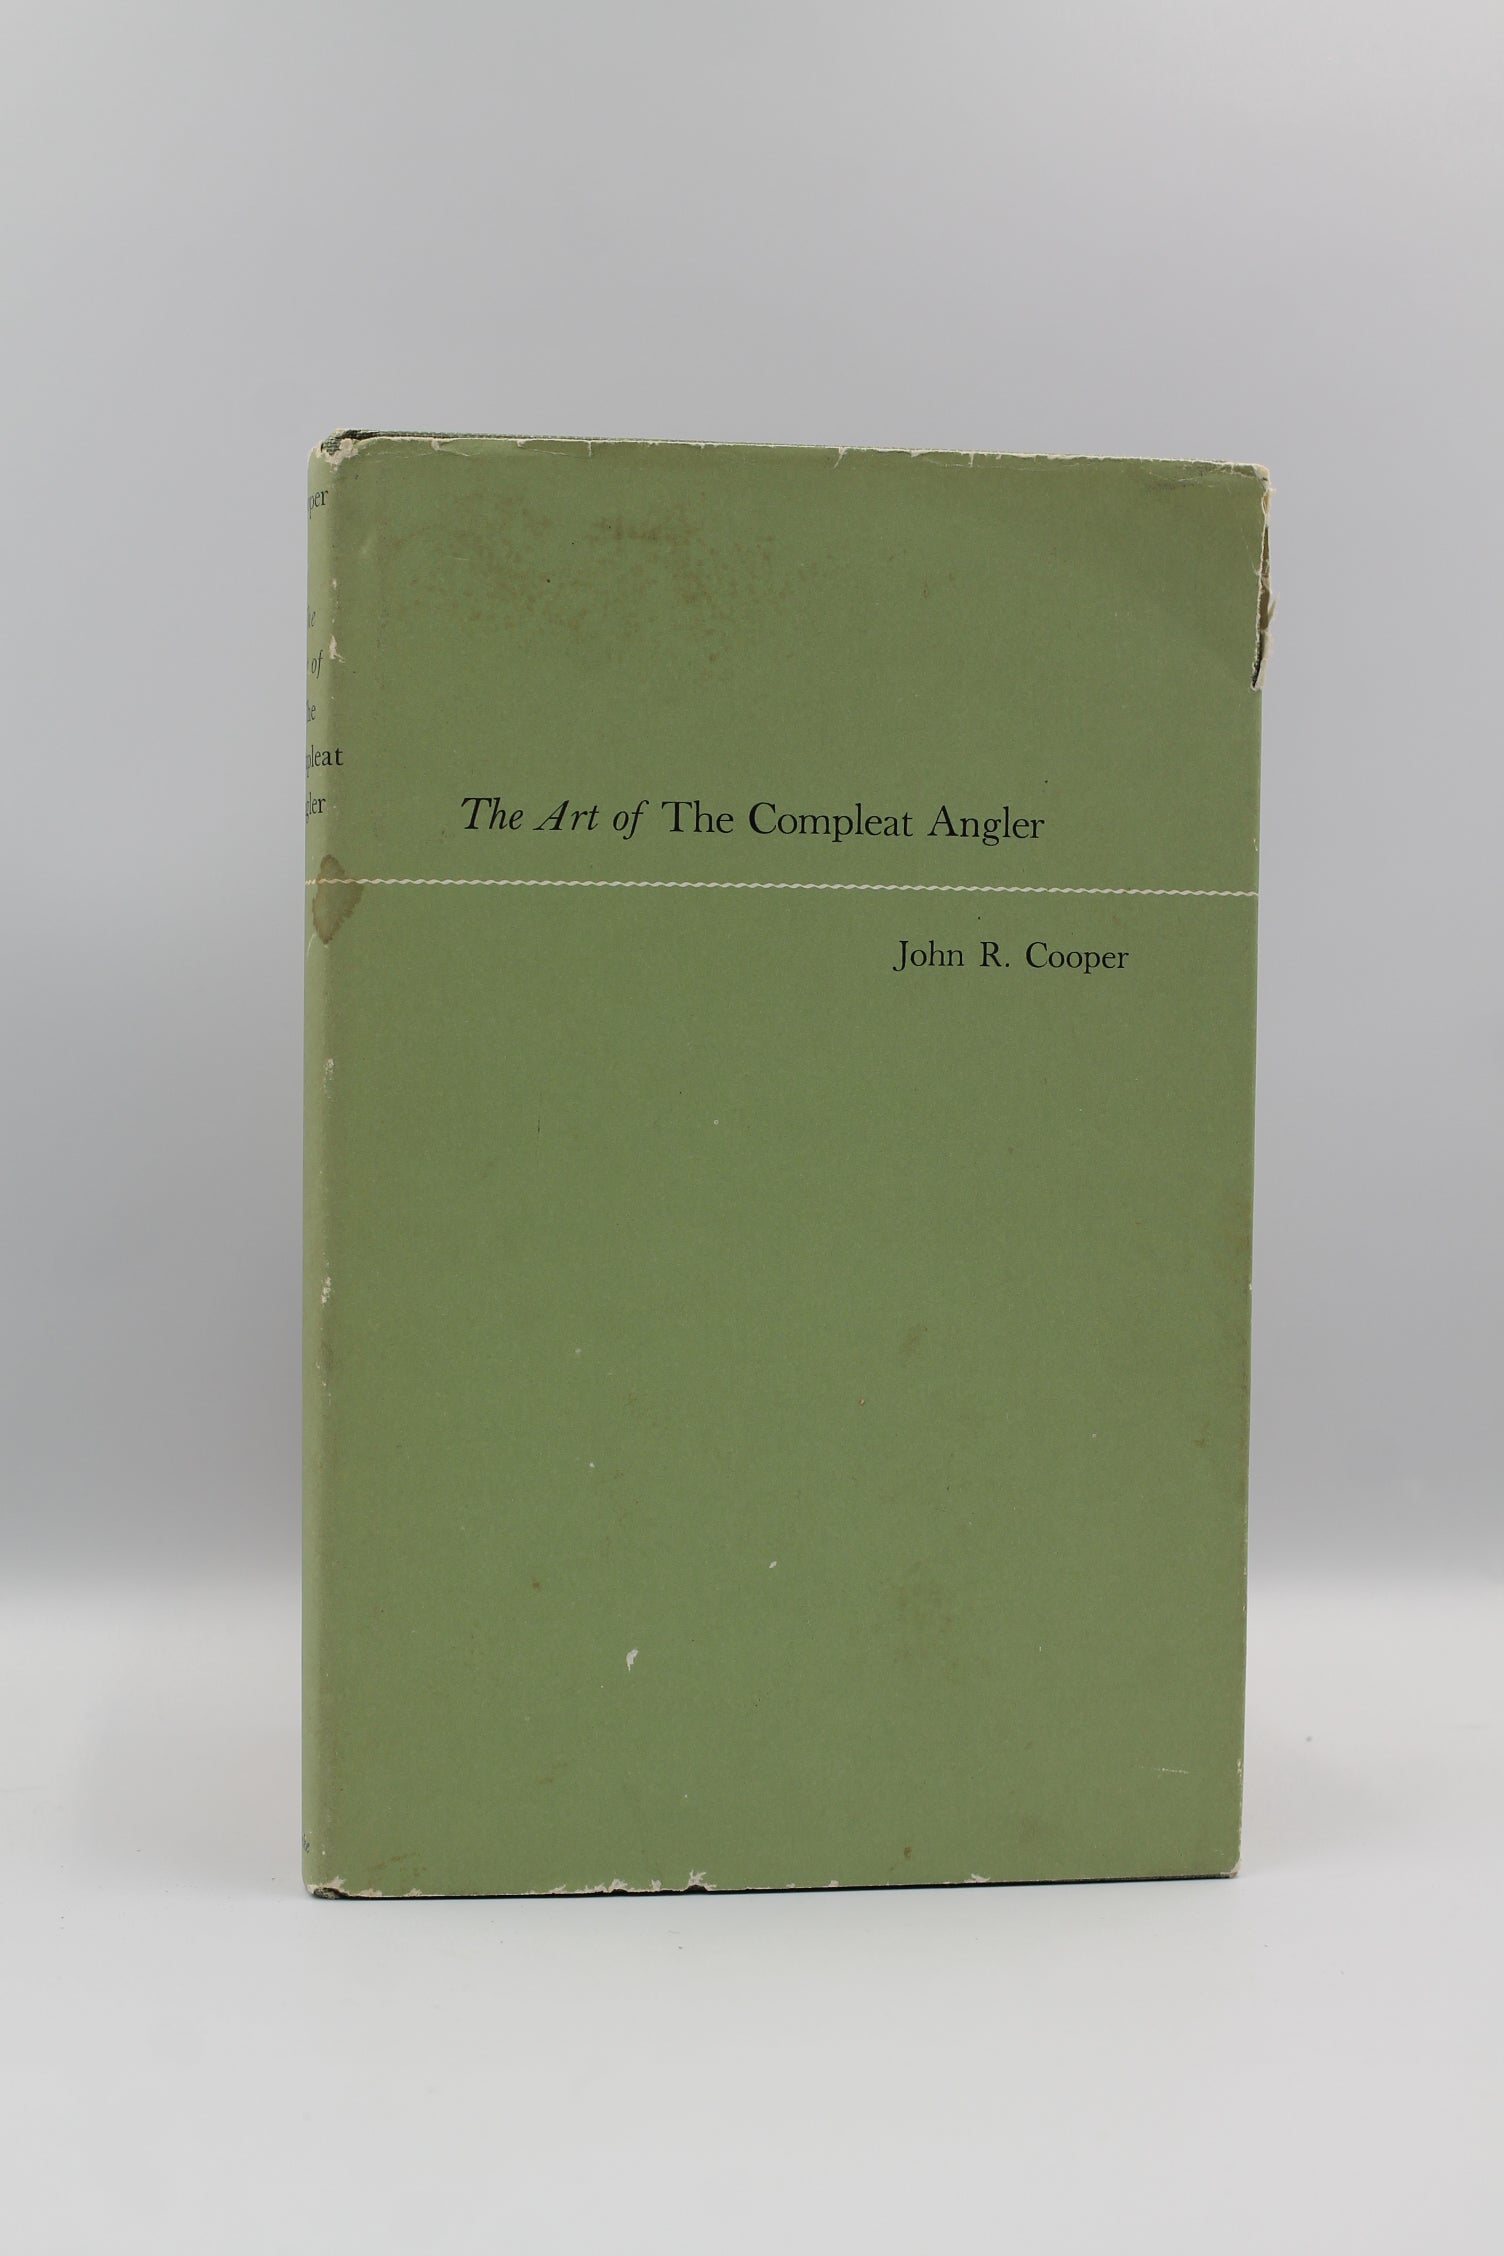 The Art of The Compleat Angler
John R. Cooper